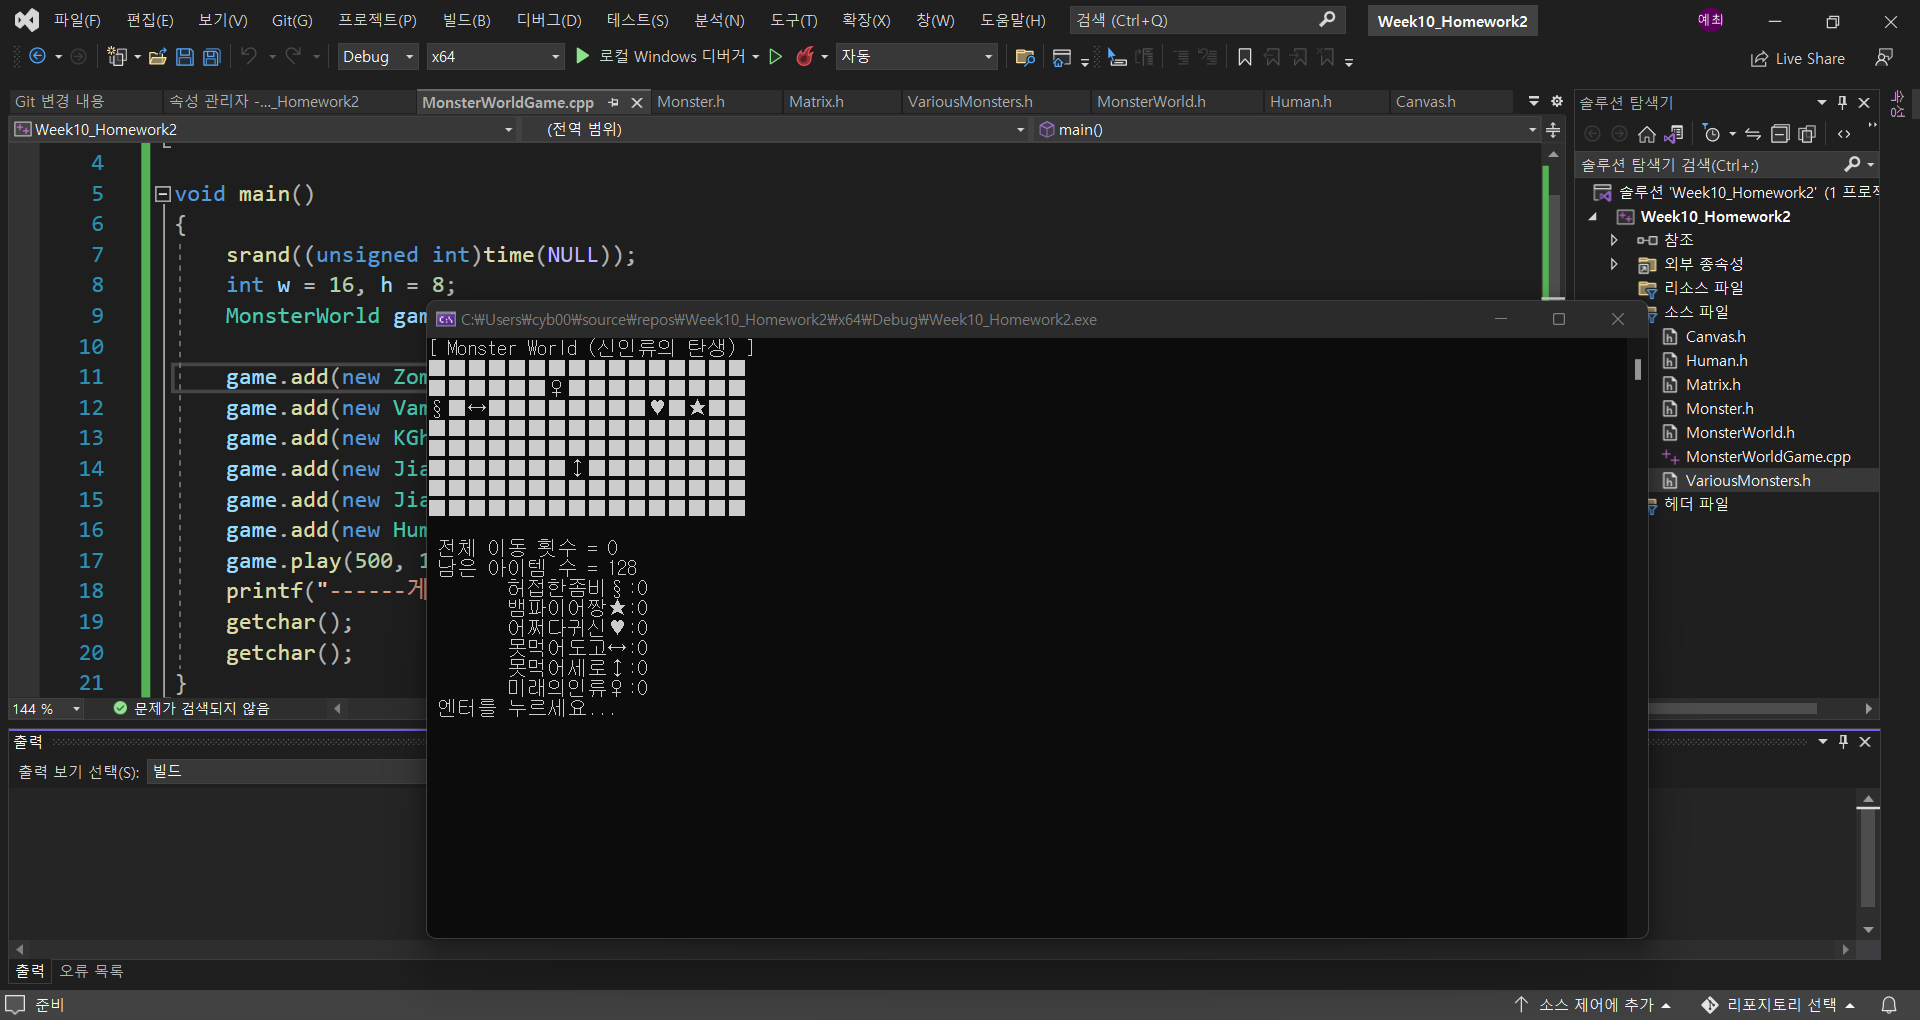 파일(F) 편집(E) 보기(V) Git(G) 프로젝트(P) 빌드(B) 디버그(D) 테스트(S) 분석(N) 도구(T) 확장(X) 창(W) 도움말(H) 검색 (Ctrl+Q) Week10_Homework2 예최
Debug x64 로컬 Windows 디버거 자동 Live Share
Git 변경 내용 속성 관리자 -..._Homework2 MonsterWorldGame.cpp Monster.h Matrix.h VariousMonsters.h MonsterWorld.h Human.h Canvas.h
Week10_Homework2 (전역 범위) main()
4
5 void main()
6 {
7 srand((unsigned int)time(NULL));
8 int w = 16, h = 8;
9 MonsterWorld gam
10
11 game.add(new Zom
12 game.add(new Vam
13 game.add(new KGh
14 game.add(new Jia
15 game.add(new Jia
16 game.add(new Hum
17 game.play(500, 1
18 printf("------게
19 getchar();
20 getchar();
21 }
144 % 문제가 검색되지 않음
C:\Users\cyb00\source\repos\Week10_Homework2\x64\Debug\Week10_Homework2.exe
[ Monster World (신인류의 탄생) ]
■■■■■■■■■■■■■■■■
■■■■■■♀■■■■■■■■■
§■↔■■■■■■■■♥■★■■
■■■■■■■■■■■■■■■■
■■■■■■■■■■■■■■■■
■■■■■■■↕■■■■■■■■
■■■■■■■■■■■■■■■■
■■■■■■■■■■■■■■■■
전체 이동 횟수 = 0
남은 아이템 수 = 128
허접한좀비§:0
뱀파이어짱★:0
어쩌다귀신♥:0
못먹어도고↔:0
못먹어세로↕:0
미래의인류♀:0
엔터를 누르세요...
솔루션 탐색기
솔루션 탐색기 검색(Ctrl+;)
솔루션 'Week10_Homework2' (1 프로젝
Week10_Homework2
참조
외부 종속성
리소스 파일
소스 파일
Canvas.h
Human.h
Matrix.h
Monster.h
MonsterWorld.h
MonsterWorldGame.cpp
VariousMonsters.h
헤더 파일
속성
출력
출력 보기 선택(S): 빌드
출력 오류 목록
준비 소스 제어에 추가 리포지토리 선택